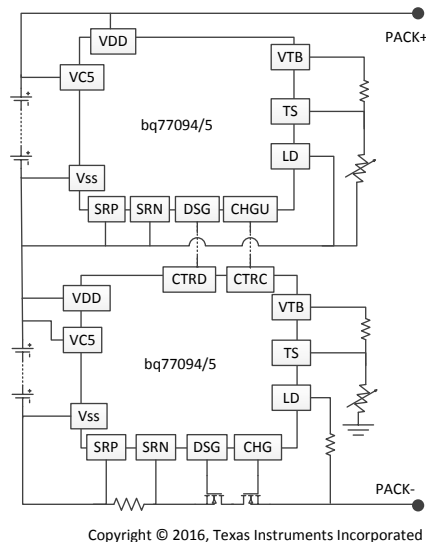 VDD
PACK+
VTB
VC5
TS
bq77094/5
LD
Vss
SRP
SRN
DSG
CHGU
CTRD
CTRC
VDD
VTB
VC5
TS
bq77094/5
LD
Vss
SRP
SRN
DSG
CHG
PACK-
Copyright © 2016, Texas Instruments Incorporated